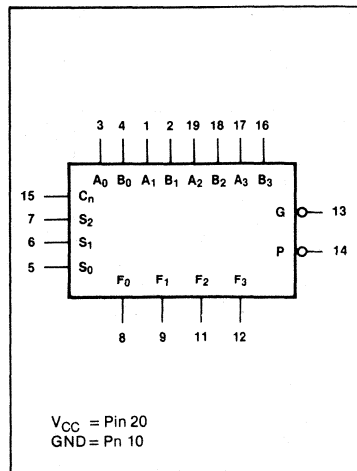 3 4 1 2 19 18 17 16
A0 B0 A1 B1 A2 B2 A3 B3
15 Cn
7 S2
G 13
6 S1
P 14
5 S0
F0 F1 F2 F3
8 9 11 12
VCC = Pin 20
GND = Pn 10